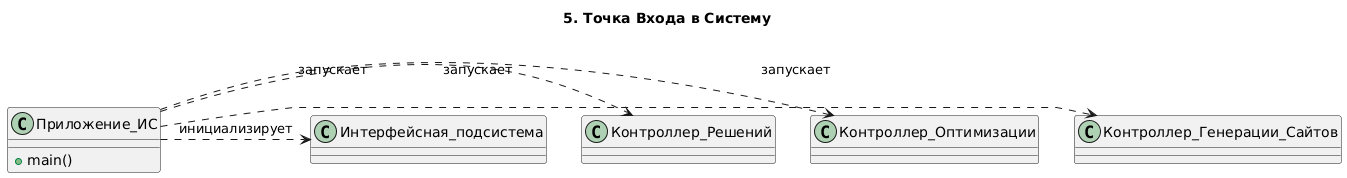 5. Точка Входа в Систему
запускает
запускает
запускает
C Приложение_ИС
main()
инициализирует
C Интерфейсная_подсистема
C Контроллер_Решений
C Контроллер_Оптимизации
C Контроллер_Генерации_Сайтов